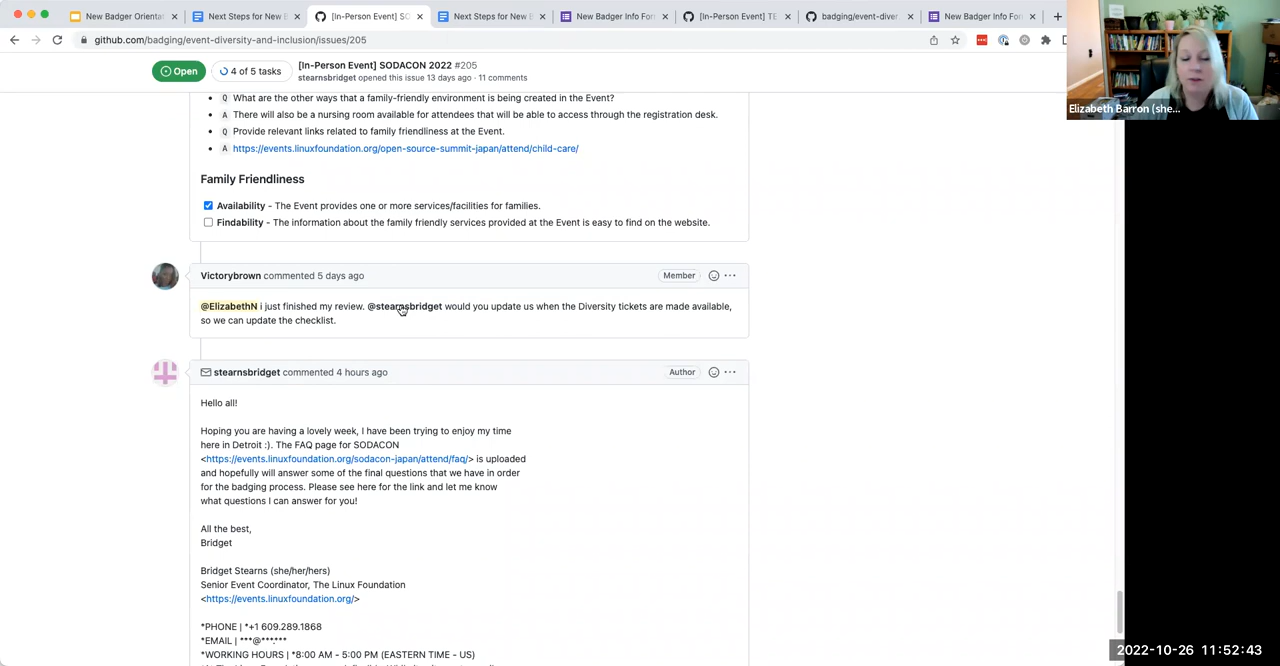 New Badger Orienta
Next Steps for New B
[In-Person Event] SO
Next Steps for New B
New Badger Info For
[In-Person Event] TE
badging/event-diver
New Badger Info For
github.com/badging/event-diversity-and-inclusion/issues/205
Elizabeth Barron (she...
Open
4 of 5 tasks
[In-Person Event] SODACON 2022 #205
stearnsbridget opened this issue 13 days ago · 11 comments
• Q What are the other ways that a family-friendly environment is being created in the Event?
• A There will also be a nursing room available for attendees that will be able to access through the registration desk.
• Q Provide relevant links related to family friendliness at the Event.
• A https://events.linuxfoundation.org/open-source-summit-japan/attend/child-care/
Family Friendliness
Availability - The Event provides one or more services/facilities for families.
Findability - The information about the family friendly services provided at the Event is easy to find on the website.
Victorybrown commented 5 days ago
Member
@ElizabethN i just finished my review. @stearnsbridget would you update us when the Diversity tickets are made available,
so we can update the checklist.
stearnsbridget commented 4 hours ago
Author
Hello all!
Hoping you are having a lovely week, I have been trying to enjoy my time
here in Detroit :). The FAQ page for SODACON
<https://events.linuxfoundation.org/sodacon-japan/attend/faq/> is uploaded
and hopefully will answer some of the final questions that we have in order
for the badging process. Please see here for the link and let me know
what questions I can answer for you!
All the best,
Bridget
Bridget Stearns (she/her/hers)
Senior Event Coordinator, The Linux Foundation
<https://events.linuxfoundation.org/>
*PHONE | *+1 609.289.1868
*EMAIL | ***@***.***
*WORKING HOURS | *8:00 AM - 5:00 PM (EASTERN TIME - US)
2022-10-26 11:52:43